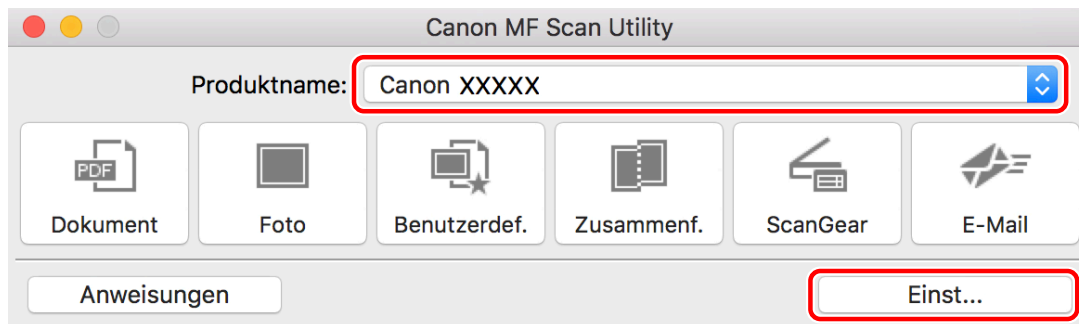 Canon MF Scan Utility
Produktname: Canon XXXXX
PDF
Dokument Foto Benutzerdef. Zusammenf. ScanGear E-Mail
Anweisungen Einst...